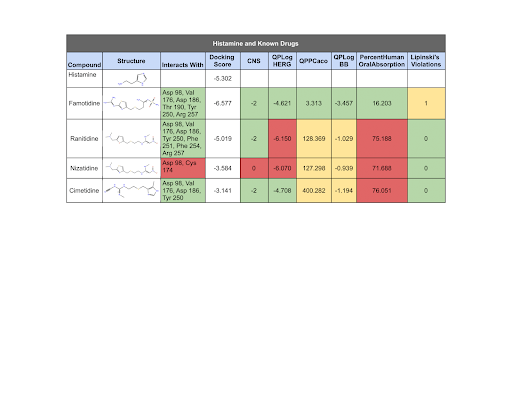 Histamine and Known Drugs
Compound Structure Interacts With Docking Score CNS QPLog HERG QPPCaco QPLog BB PercentHuman OralAbsorption Lipinski's Violations
Histamine -5.302
Famotidine Asp 98, Val 176, Asp 186, Thr 190, Tyr 250, Arg 257 -6.577 -2 -4.621 3.313 -3.457 16.203 1
Ranitidine Asp 98, Val 176, Asp 186, Tyr 250, Phe 251, Phe 254, Arg 257 -5.019 -2 -6.150 128.369 -1.029 75.188 0
Nizatidine Asp 98, Cys 174 -3.584 0 -6.070 127.298 -0.939 71.688 0
Cimetidine Asp 98, Val 176, Asp 186, Tyr 250 -3.141 -2 -4.708 400.282 -1.194 76.051 0